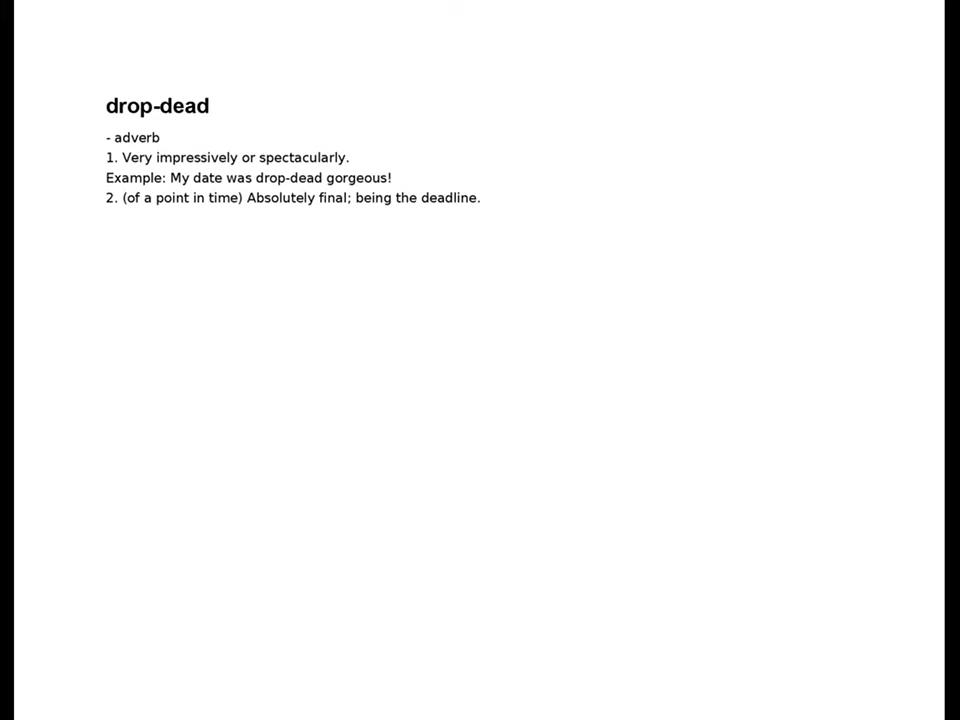 drop-dead
- adverb
1. Very impressively or spectacularly.
Example: My date was drop-dead gorgeous!
2. (of a point in time) Absolutely final; being the deadline.